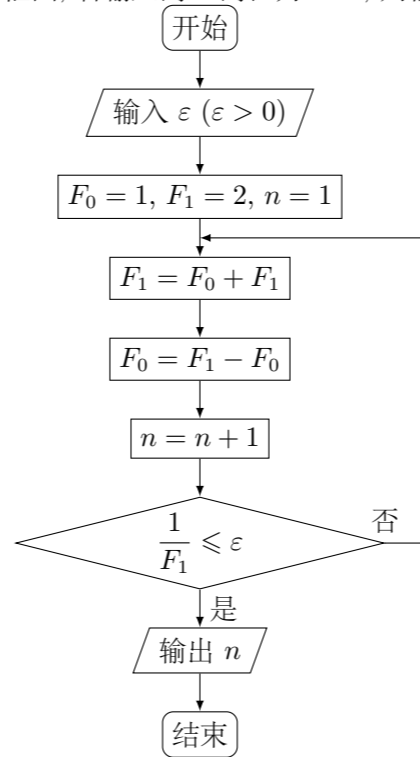 开始
输入 ε (ε > 0)
F₀ = 1, F₁ = 2, n = 1
F₁ = F₀ + F₁
F₀ = F₁ − F₀
n = n + 1
1/F₁ ⩽ ε
否
是
输出 n
结束